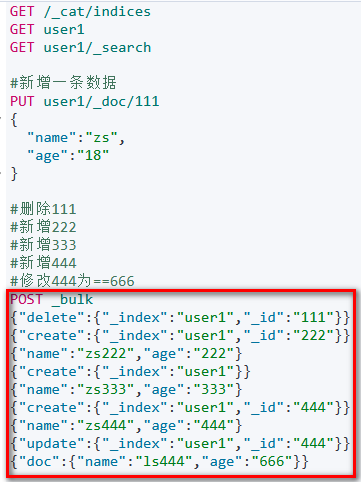 GET /_cat/indices
GET user1
GET user1/_search
#新增一条数据
PUT user1/_doc/111
{
"name":"zs",
"age":"18"
}
#删除111
#新增222
#新增333
#新增444
#修改444为==666
POST _bulk
{"delete":{"_index":"user1","_id":"111"}}
{"create":{"_index":"user1","_id":"222"}}
{"name":"zs222","age":"222"}
{"create":{"_index":"user1"}}
{"name":"zs333","age":"333"}
{"create":{"_index":"user1","_id":"444"}}
{"name":"zs444","age":"444"}
{"update":{"_index":"user1","_id":"444"}}
{"doc":{"name":"ls444","age":"666"}}